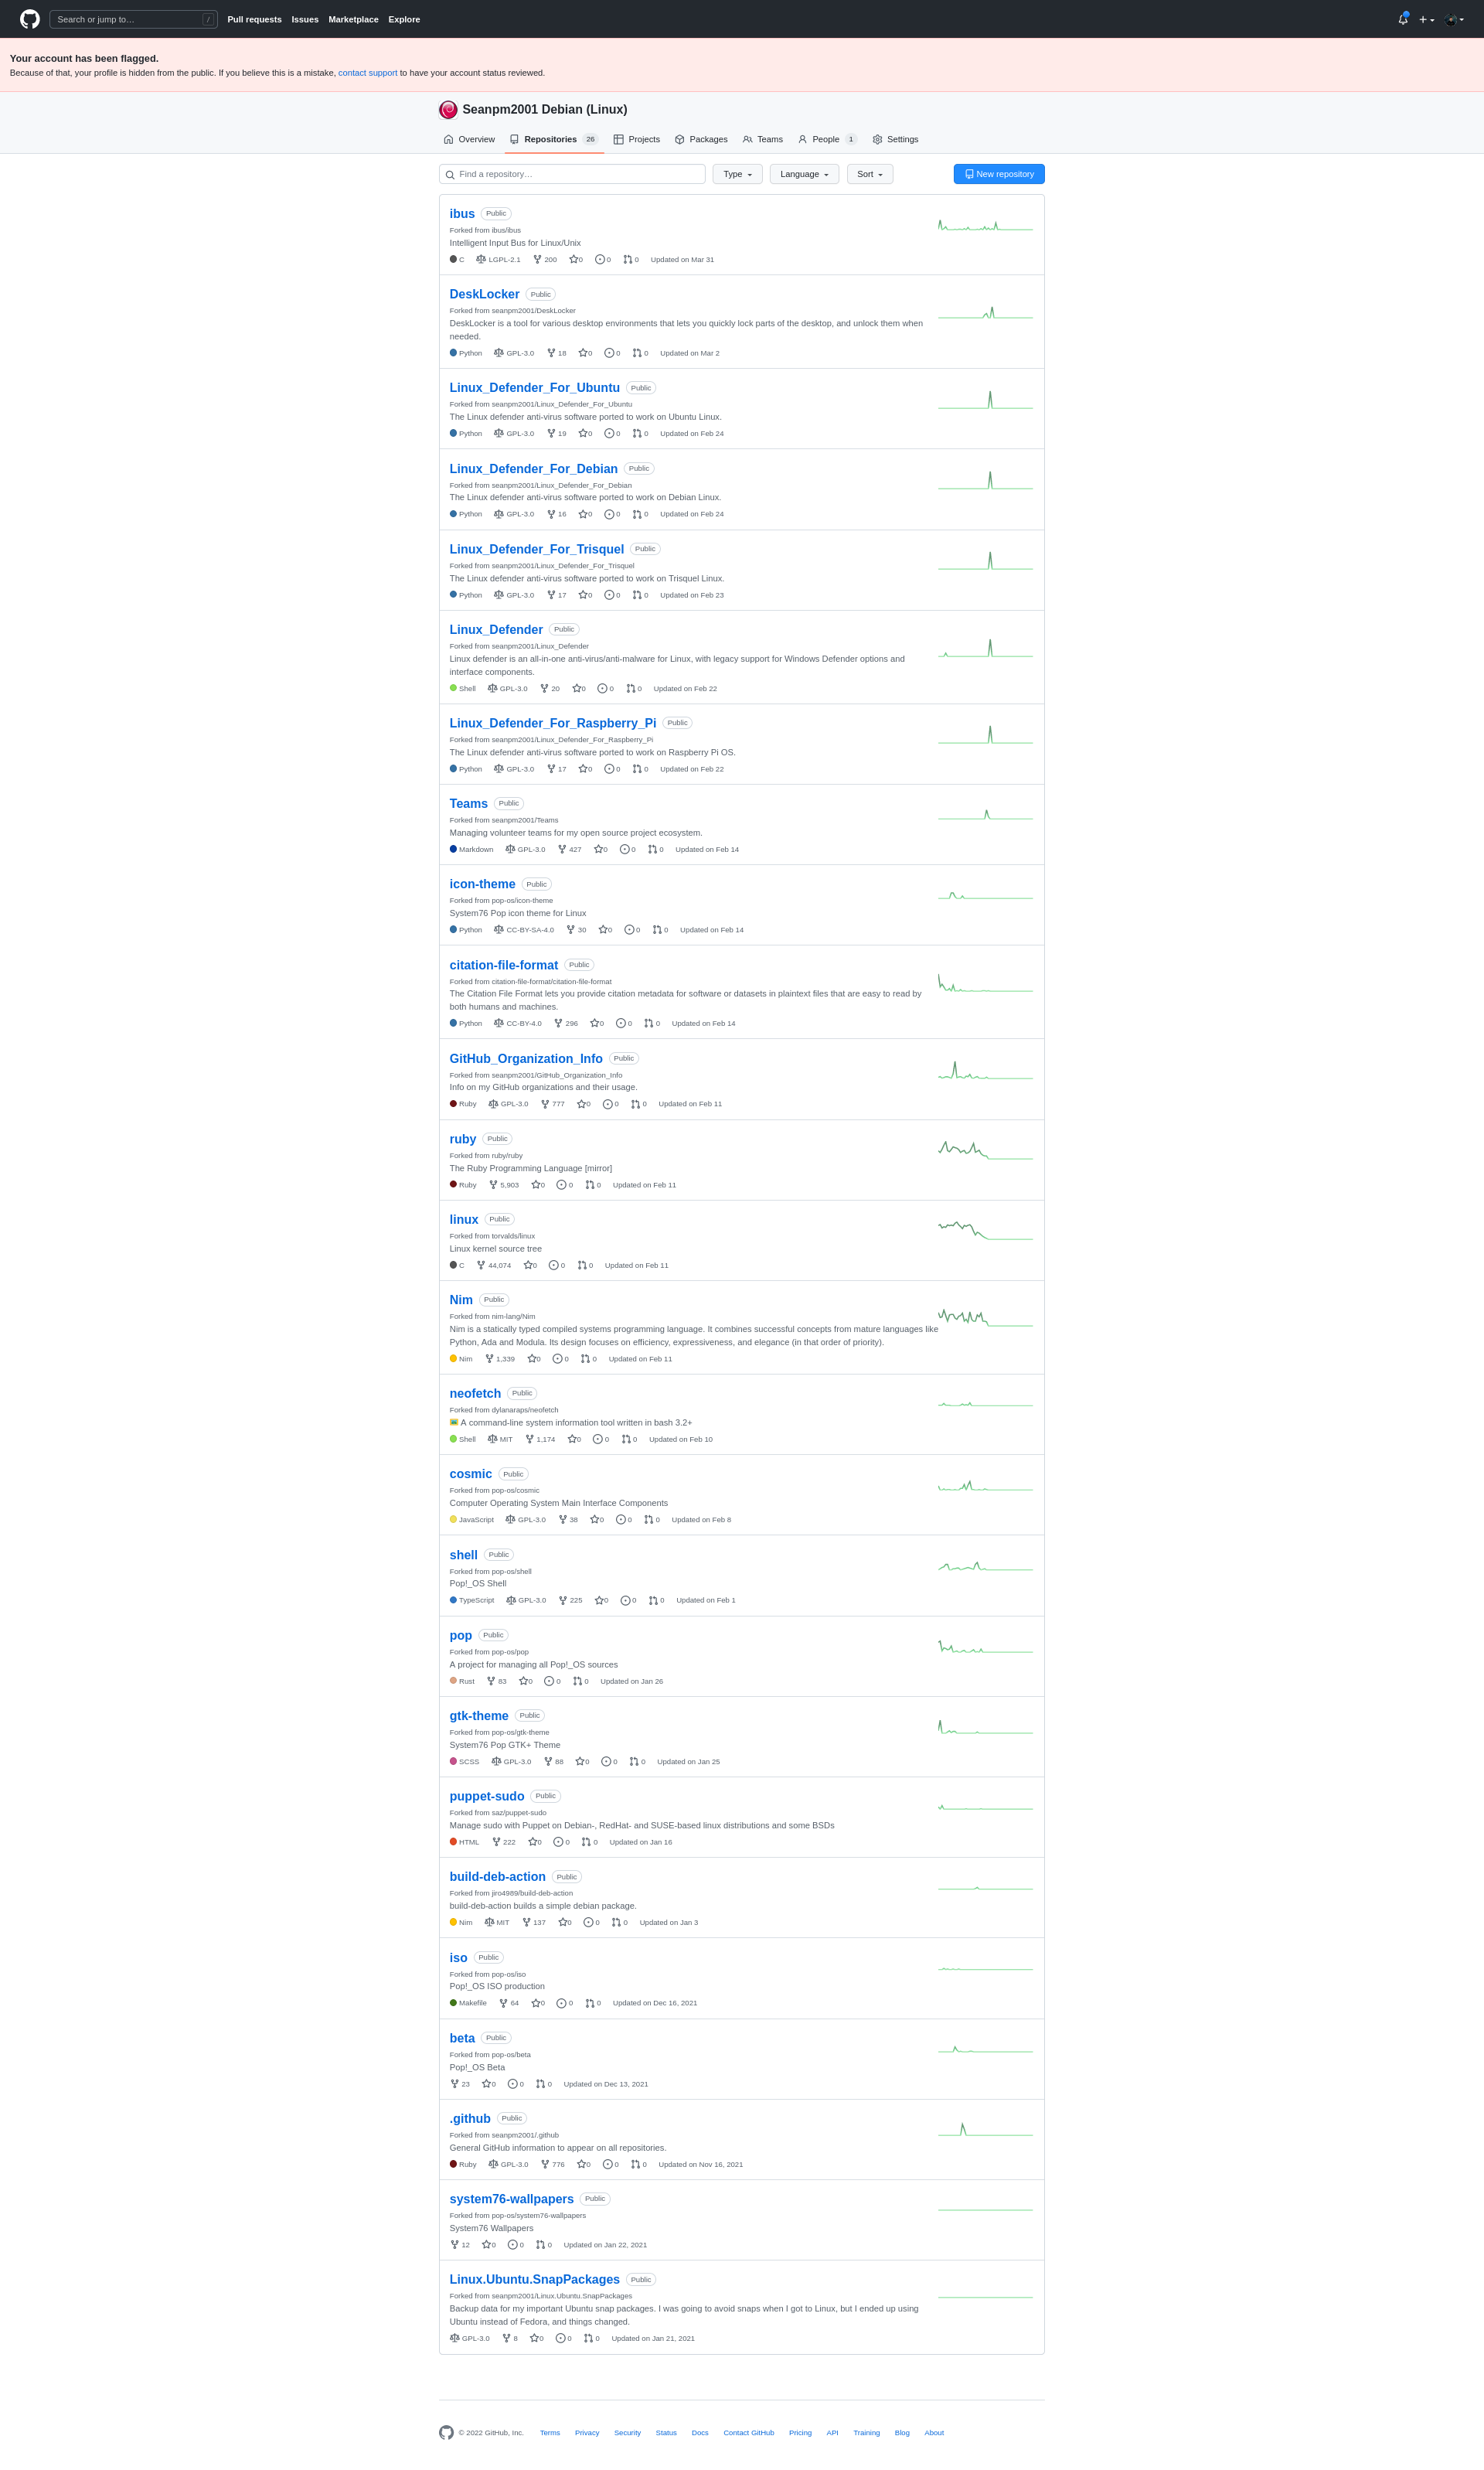 Search or jump to… /
Pull requests Issues Marketplace Explore
Your account has been flagged.
Because of that, your profile is hidden from the public. If you believe this is a mistake, contact support to have your account status reviewed.
Seanpm2001 Debian (Linux)
Overview Repositories 26 Projects Packages Teams People 1 Settings
Find a repository… Type Language Sort New repository
ibus Public
Forked from ibus/ibus
Intelligent Input Bus for Linux/Unix
C LGPL-2.1 200 0 0 0 Updated on Mar 31
DeskLocker Public
Forked from seanpm2001/DeskLocker
DeskLocker is a tool for various desktop environments that lets you quickly lock parts of the desktop, and unlock them when
needed.
Python GPL-3.0 18 0 0 0 Updated on Mar 2
Linux_Defender_For_Ubuntu Public
Forked from seanpm2001/Linux_Defender_For_Ubuntu
The Linux defender anti-virus software ported to work on Ubuntu Linux.
Python GPL-3.0 19 0 0 0 Updated on Feb 24
Linux_Defender_For_Debian Public
Forked from seanpm2001/Linux_Defender_For_Debian
The Linux defender anti-virus software ported to work on Debian Linux.
Python GPL-3.0 16 0 0 0 Updated on Feb 24
Linux_Defender_For_Trisquel Public
Forked from seanpm2001/Linux_Defender_For_Trisquel
The Linux defender anti-virus software ported to work on Trisquel Linux.
Python GPL-3.0 17 0 0 0 Updated on Feb 23
Linux_Defender Public
Forked from seanpm2001/Linux_Defender
Linux defender is an all-in-one anti-virus/anti-malware for Linux, with legacy support for Windows Defender options and
interface components.
Shell GPL-3.0 20 0 0 0 Updated on Feb 22
Linux_Defender_For_Raspberry_Pi Public
Forked from seanpm2001/Linux_Defender_For_Raspberry_Pi
The Linux defender anti-virus software ported to work on Raspberry Pi OS.
Python GPL-3.0 17 0 0 0 Updated on Feb 22
Teams Public
Forked from seanpm2001/Teams
Managing volunteer teams for my open source project ecosystem.
Markdown GPL-3.0 427 0 0 0 Updated on Feb 14
icon-theme Public
Forked from pop-os/icon-theme
System76 Pop icon theme for Linux
Python CC-BY-SA-4.0 30 0 0 0 Updated on Feb 14
citation-file-format Public
Forked from citation-file-format/citation-file-format
The Citation File Format lets you provide citation metadata for software or datasets in plaintext files that are easy to read by
both humans and machines.
Python CC-BY-4.0 296 0 0 0 Updated on Feb 14
GitHub_Organization_Info Public
Forked from seanpm2001/GitHub_Organization_Info
Info on my GitHub organizations and their usage.
Ruby GPL-3.0 777 0 0 0 Updated on Feb 11
ruby Public
Forked from ruby/ruby
The Ruby Programming Language [mirror]
Ruby 5,903 0 0 0 Updated on Feb 11
linux Public
Forked from torvalds/linux
Linux kernel source tree
C 44,074 0 0 0 Updated on Feb 11
Nim Public
Forked from nim-lang/Nim
Nim is a statically typed compiled systems programming language. It combines successful concepts from mature languages like
Python, Ada and Modula. Its design focuses on efficiency, expressiveness, and elegance (in that order of priority).
Nim 1,339 0 0 0 Updated on Feb 11
neofetch Public
Forked from dylanaraps/neofetch
🖼️ A command-line system information tool written in bash 3.2+
Shell MIT 1,174 0 0 0 Updated on Feb 10
cosmic Public
Forked from pop-os/cosmic
Computer Operating System Main Interface Components
JavaScript GPL-3.0 38 0 0 0 Updated on Feb 8
shell Public
Forked from pop-os/shell
Pop!_OS Shell
TypeScript GPL-3.0 225 0 0 0 Updated on Feb 1
pop Public
Forked from pop-os/pop
A project for managing all Pop!_OS sources
Rust 83 0 0 0 Updated on Jan 26
gtk-theme Public
Forked from pop-os/gtk-theme
System76 Pop GTK+ Theme
SCSS GPL-3.0 88 0 0 0 Updated on Jan 25
puppet-sudo Public
Forked from saz/puppet-sudo
Manage sudo with Puppet on Debian-, RedHat- and SUSE-based linux distributions and some BSDs
HTML 222 0 0 0 Updated on Jan 16
build-deb-action Public
Forked from jiro4989/build-deb-action
build-deb-action builds a simple debian package.
Nim MIT 137 0 0 0 Updated on Jan 3
iso Public
Forked from pop-os/iso
Pop!_OS ISO production
Makefile 64 0 0 0 Updated on Dec 16, 2021
beta Public
Forked from pop-os/beta
Pop!_OS Beta
23 0 0 0 Updated on Dec 13, 2021
.github Public
Forked from seanpm2001/.github
General GitHub information to appear on all repositories.
Ruby GPL-3.0 776 0 0 0 Updated on Nov 16, 2021
system76-wallpapers Public
Forked from pop-os/system76-wallpapers
System76 Wallpapers
12 0 0 0 Updated on Jan 22, 2021
Linux.Ubuntu.SnapPackages Public
Forked from seanpm2001/Linux.Ubuntu.SnapPackages
Backup data for my important Ubuntu snap packages. I was going to avoid snaps when I got to Linux, but I ended up using
Ubuntu instead of Fedora, and things changed.
GPL-3.0 8 0 0 0 Updated on Jan 21, 2021
© 2022 GitHub, Inc. Terms Privacy Security Status Docs Contact GitHub Pricing API Training Blog About